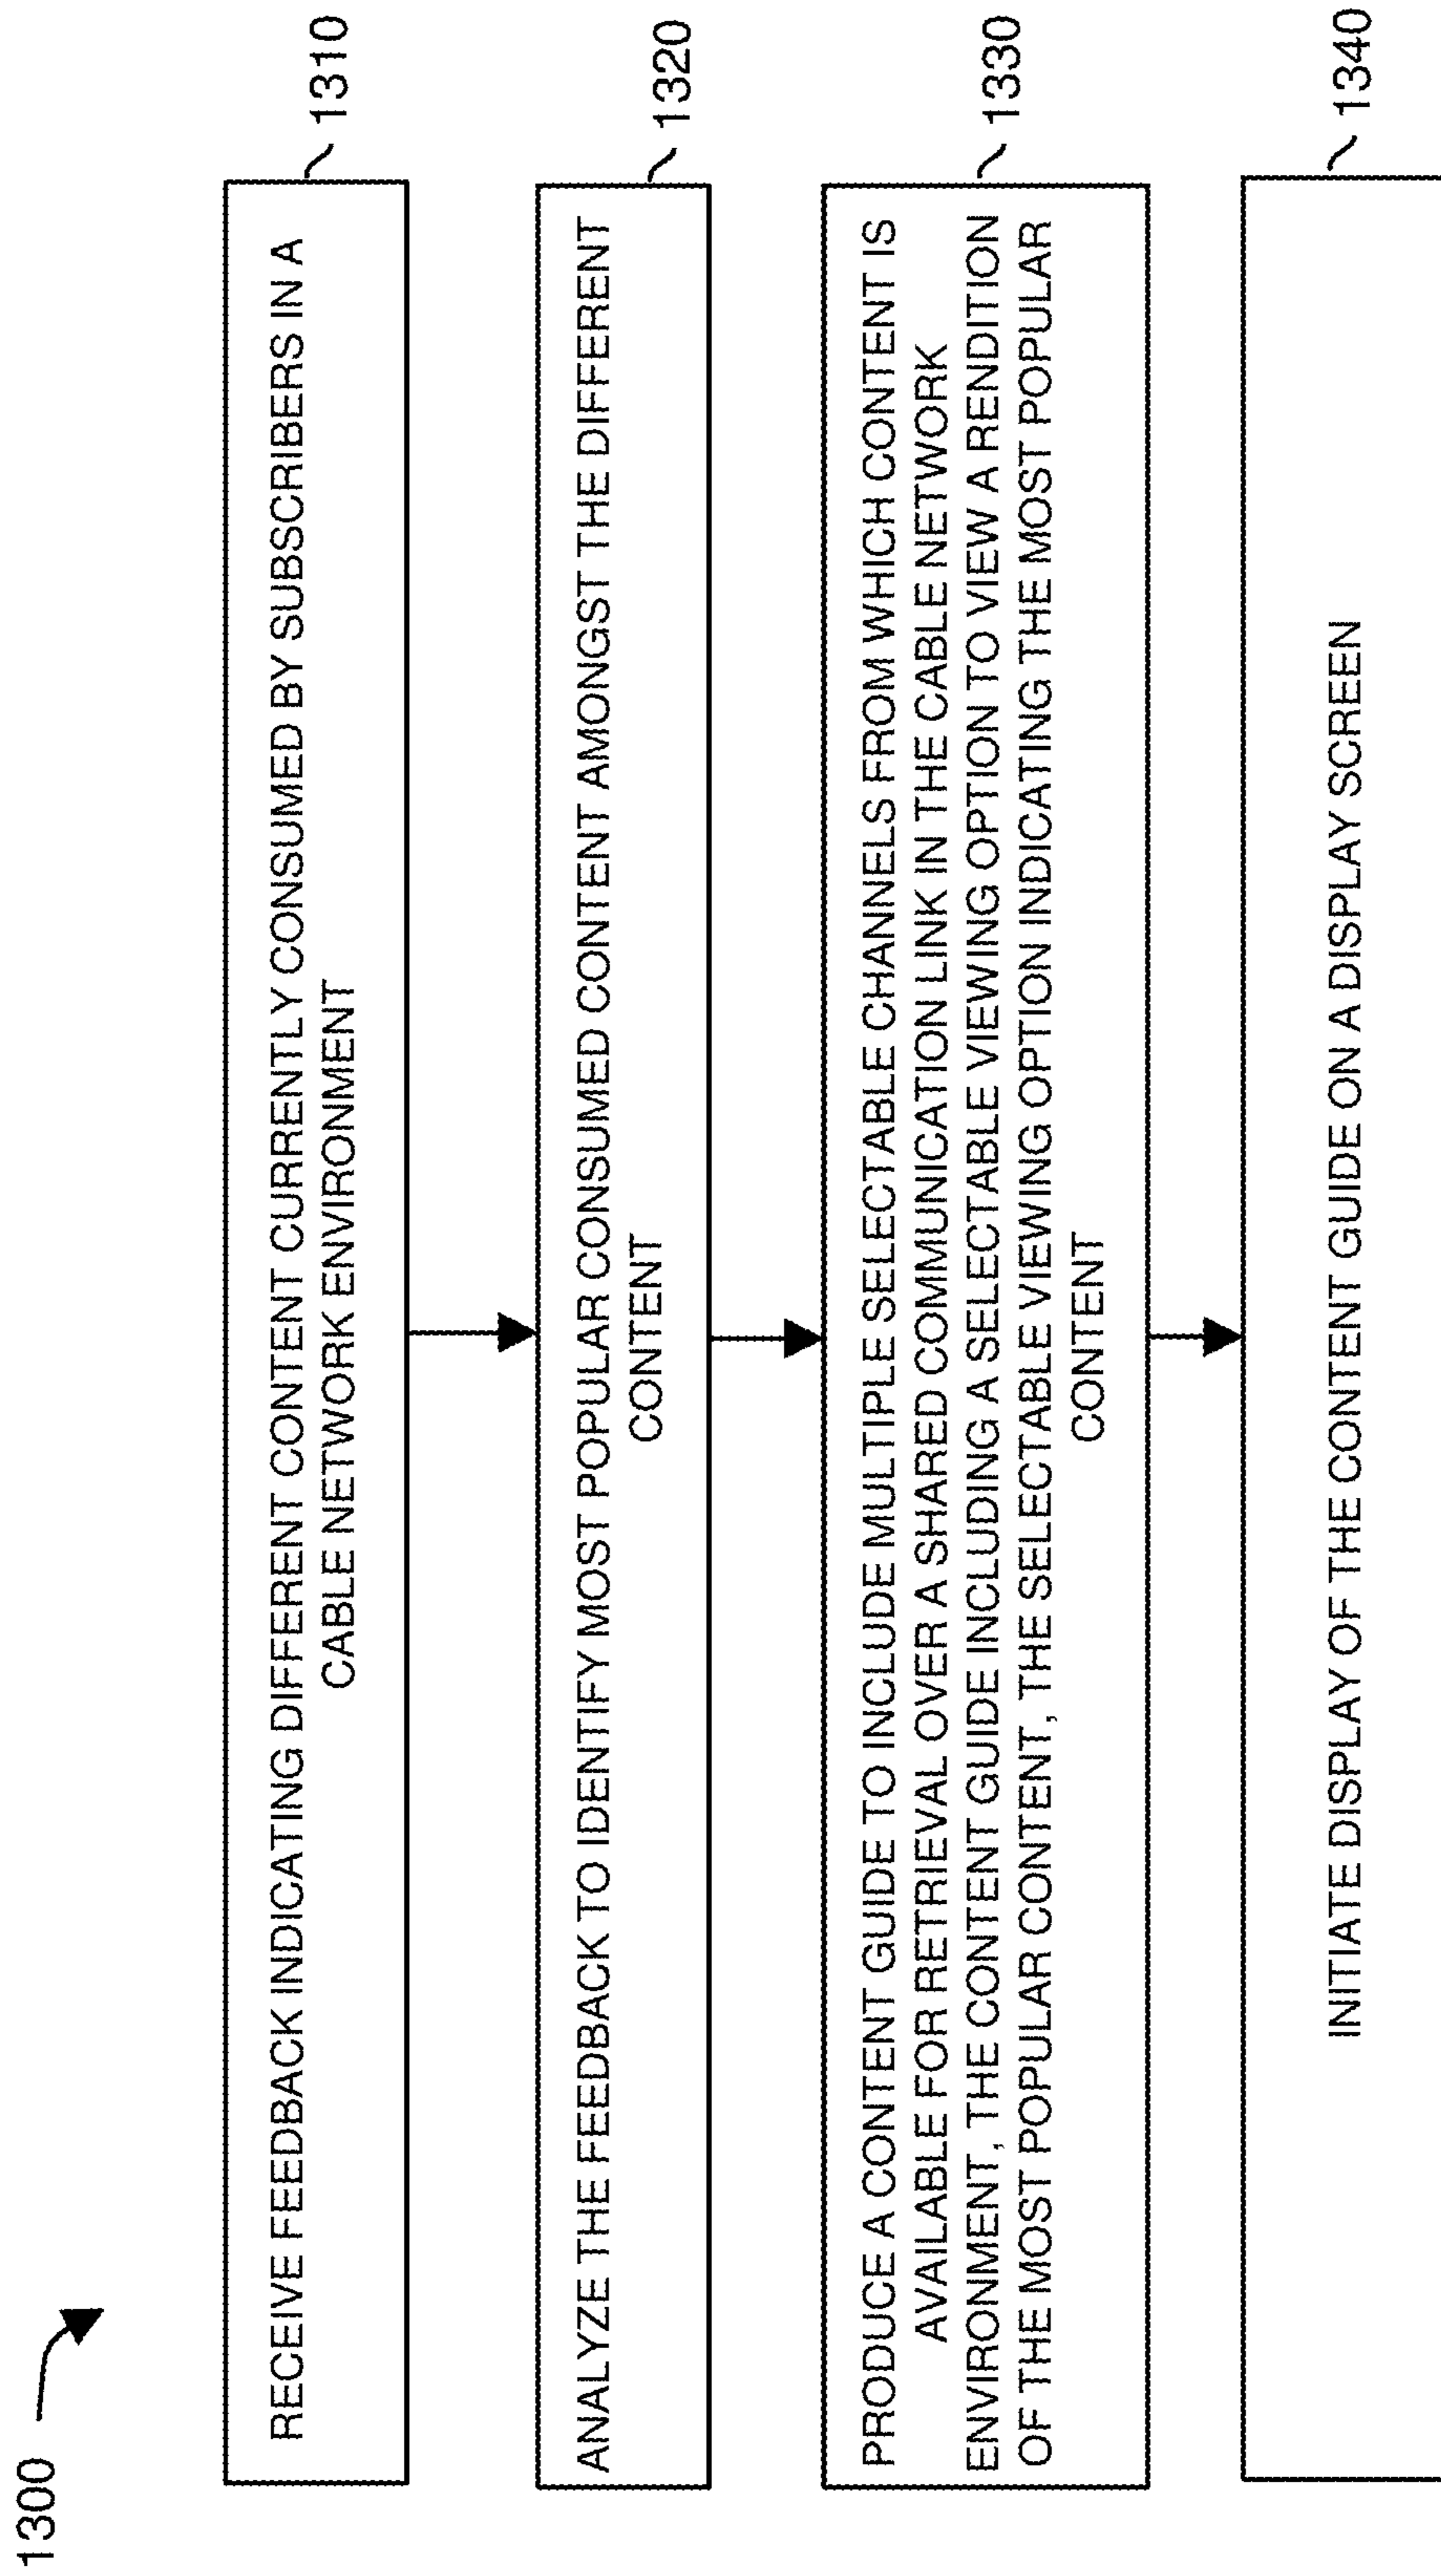 1300
RECEIVE FEEDBACK INDICATING DIFFERENT CONTENT CURRENTLY CONSUMED BY SUBSCRIBERS IN A
CABLE NETWORK ENVIRONMENT
1310
ANALYZE THE FEEDBACK TO IDENTIFY MOST POPULAR CONSUMED CONTENT AMONGST THE DIFFERENT
CONTENT
1320
PRODUCE A CONTENT GUIDE TO INCLUDE MULTIPLE SELECTABLE CHANNELS FROM WHICH CONTENT IS
AVAILABLE FOR RETRIEVAL OVER A SHARED COMMUNICATION LINK IN THE CABLE NETWORK
ENVIRONMENT, THE CONTENT GUIDE INCLUDING A SELECTABLE VIEWING OPTION TO VIEW A RENDITION
OF THE MOST POPULAR CONTENT, THE SELECTABLE VIEWING OPTION INDICATING THE MOST POPULAR
CONTENT
1330
INITIATE DISPLAY OF THE CONTENT GUIDE ON A DISPLAY SCREEN
1340